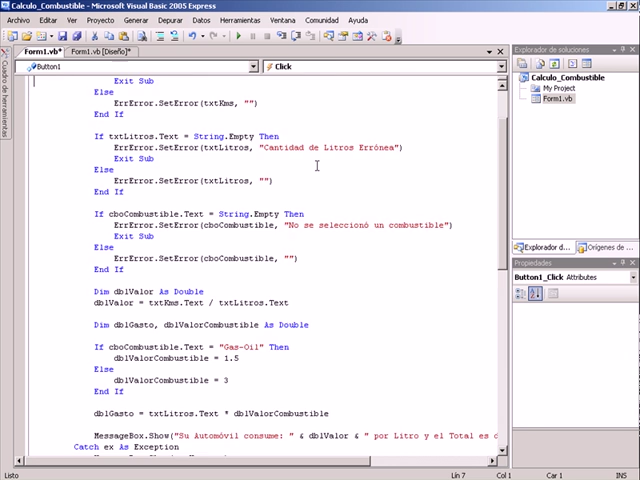 Calculo_Combustible - Microsoft Visual Basic 2005 Express
Archivo Editar Ver Proyecto Generar Depurar Datos Herramientas Ventana Comunidad Ayuda
Form1.vb* Form1.vb [Diseño]*
Button1 Click
Cuadro de herramientas
Exit Sub
Else
ErrError.SetError(txtKms, "")
End If
If txtLitros.Text = String.Empty Then
ErrError.SetError(txtLitros, "Cantidad de Litros Errónea")
Exit Sub
Else
ErrError.SetError(txtLitros, "")
End If
If cboCombustible.Text = String.Empty Then
ErrError.SetError(cboCombustible, "No se seleccionó un combustible")
Exit Sub
Else
ErrError.SetError(cboCombustible, "")
End If
Dim dblValor As Double
dblValor = txtKms.Text / txtLitros.Text
Dim dblGasto, dblValorCombustible As Double
If cboCombustible.Text = "Gas-Oil" Then
dblValorCombustible = 1.5
Else
dblValorCombustible = 3
End If
dblGasto = txtLitros.Text * dblValorCombustible
MessageBox.Show("Su Automóvil consume: " & dblValor & " por Litro y el Total es d
Catch ex As Exception
Explorador de soluciones
Calculo_Combustible
My Project
Form1.vb
Explorador d... Orígenes de ...
Propiedades
Button1_Click Attributes
Listo Lín 7 Col 1 Car 1 INS